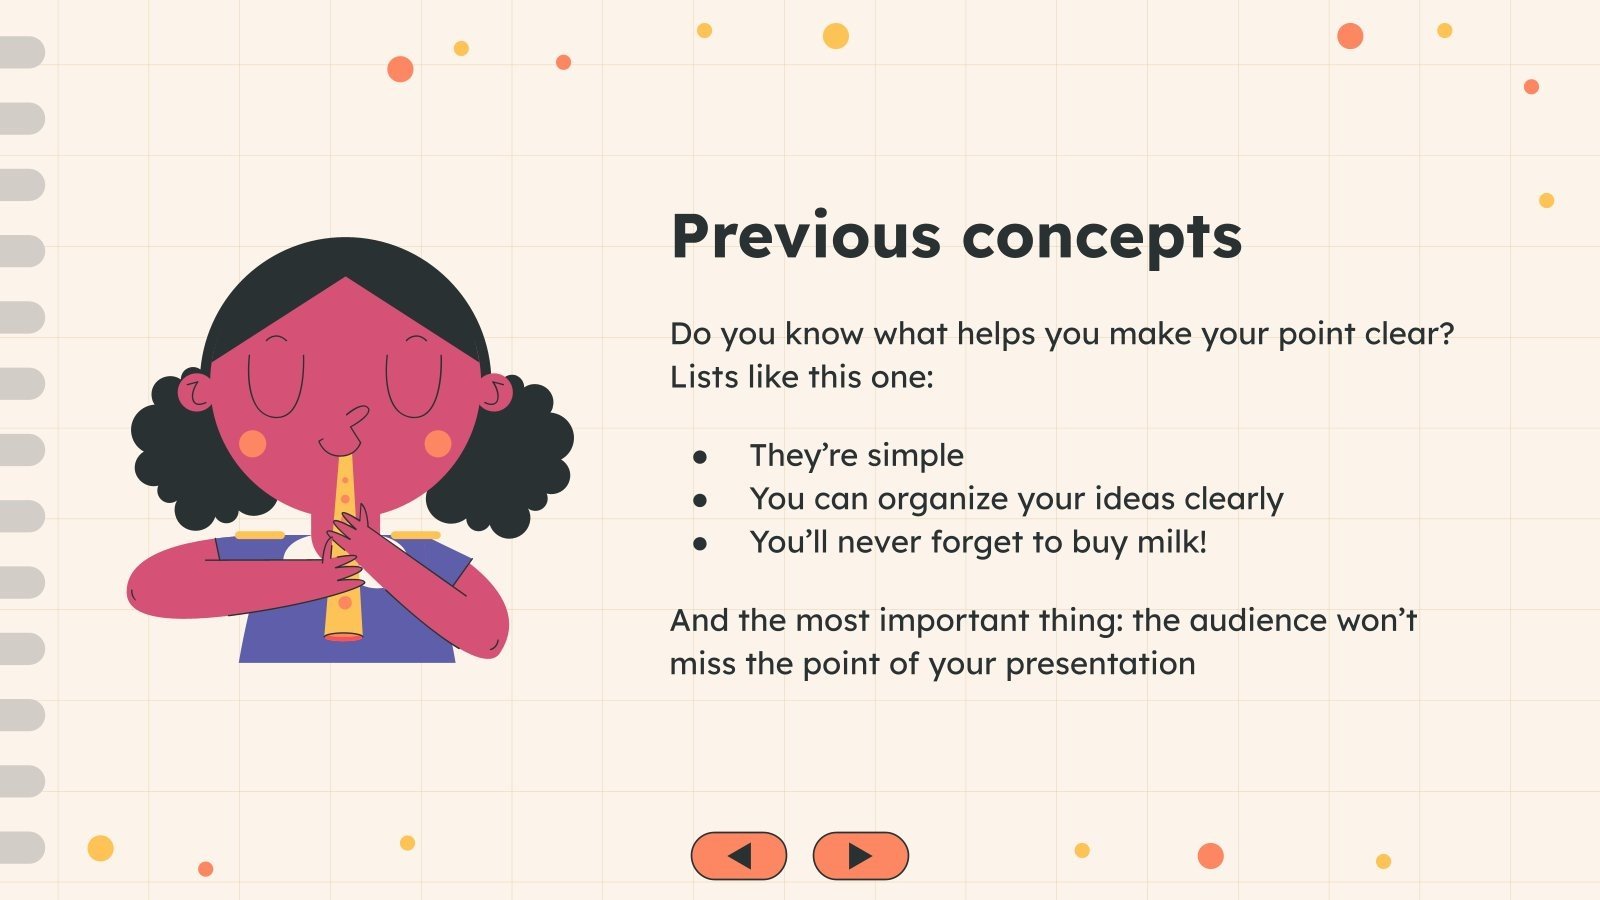 Previous concepts
Do you know what helps you make your point clear?
Lists like this one:
● They’re simple
● You can organize your ideas clearly
● You’ll never forget to buy milk!
And the most important thing: the audience won’t
miss the point of your presentation